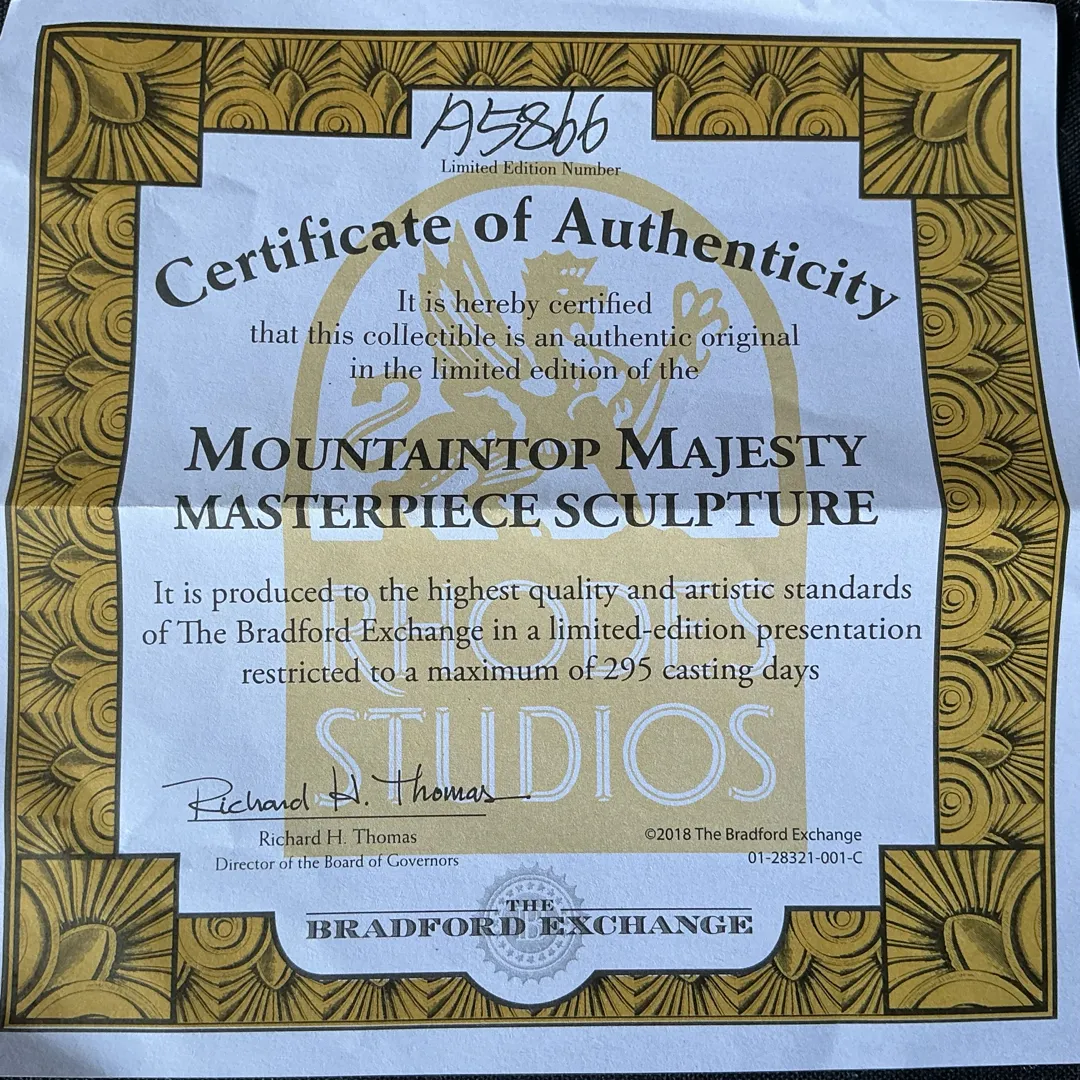 A5866
Limited Edition Number
Certificate of Authenticity
It is hereby certified
that this collectible is an authentic original
in the limited edition of the
MOUNTAINTOP MAJESTY
MASTERPIECE SCULPTURE
It is produced to the highest quality and artistic standards
of The Bradford Exchange in a limited-edition presentation
restricted to a maximum of 295 casting days
RHODES
STUDIOS
Richard H. Thomas
Richard H. Thomas
Director of the Board of Governors
©2018 The Bradford Exchange
01-28321-001-C
THE
BRADFORD EXCHANGE